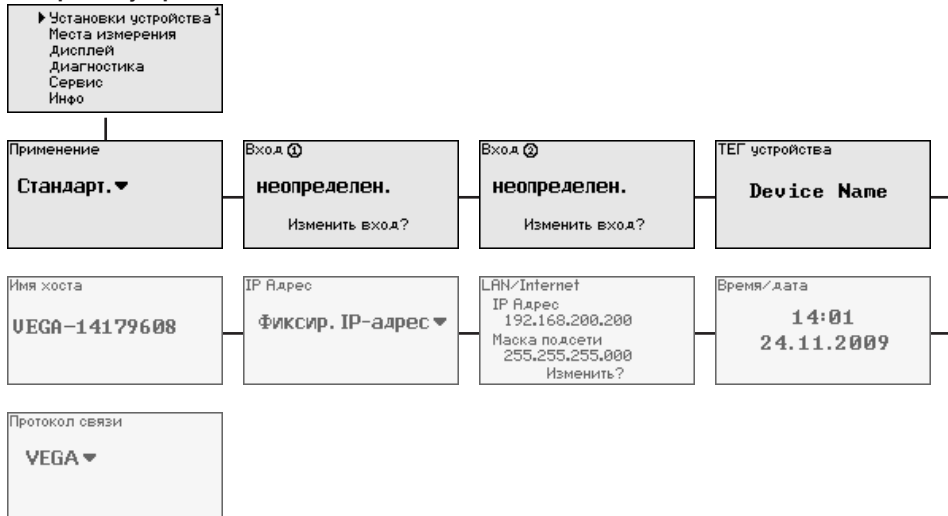 ▶Установки устройства 1
Места измерения
Дисплей
Диагностика
Сервис
Инфо
Применение
Стандарт.▼
Вход ①
неопределен.
Изменить вход?
Вход ②
неопределен.
Изменить вход?
ТЕГ устройства
Device Name
Имя хоста
VEGA-14179608
IP Адрес
Фиксир. IP-адрес▼
LAN/Internet
IP Адрес
192.168.200.200
Маска подсети
255.255.255.000
Изменить?
Время/дата
14:01
24.11.2009
Протокол связи
VEGA▼